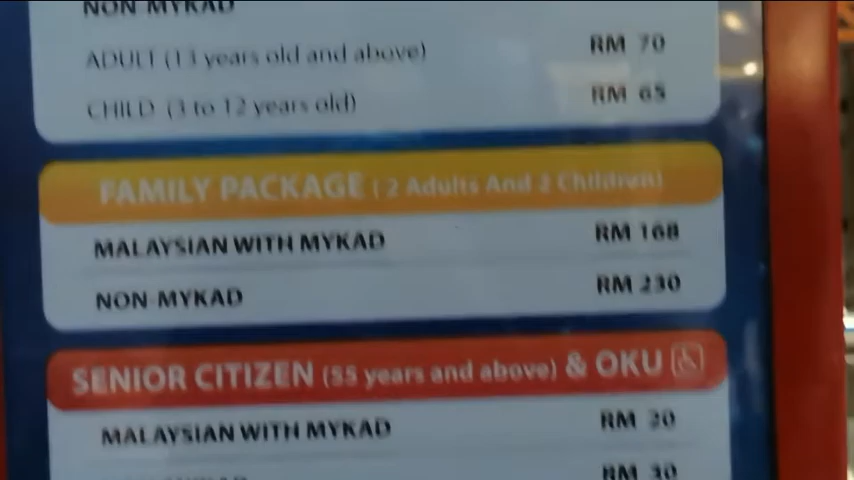 NON MYKAD
ADULT (13 years old and above) RM 70
CHILD (3 to 12 years old) RM 65
FAMILY PACKAGE (2 Adults And 2 Children)
MALAYSIAN WITH MYKAD RM 168
NON MYKAD RM 230
SENIOR CITIZEN (55 years and above) & OKU
MALAYSIAN WITH MYKAD RM
RM 30